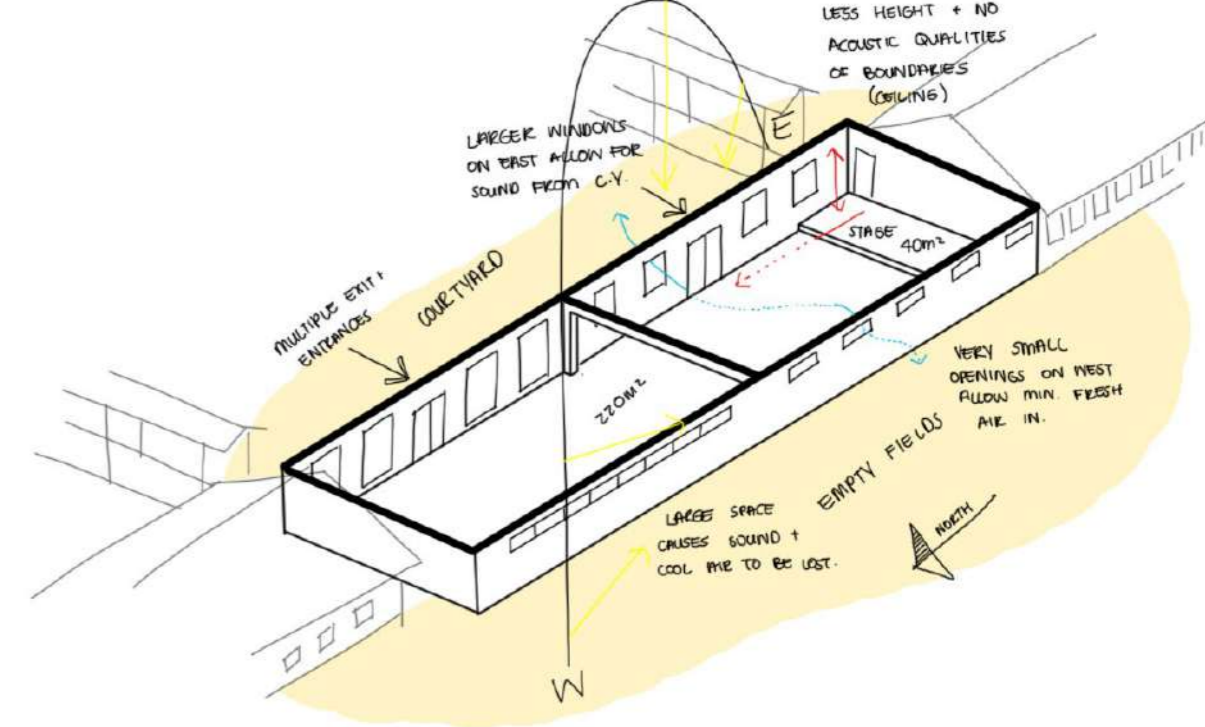 LESS HEIGHT + NO
ACOUSTIC QUALITIES
OF BOUNDARIES
(CEILING)
E
LARGER WINDOWS
ON EAST ALLOW FOR
SOUND FROM C.Y.
STAGE 40m²
COURTYARD
MULTIPLE EXIT +
ENTRANCES
220m²
VERY SMALL
OPENINGS ON WEST
ALLOW MIN. FRESH
AIR IN.
EMPTY FIELDS
NORTH
LARGE SPACE
CAUSES SOUND +
COOL AIR TO BE LOST.
W